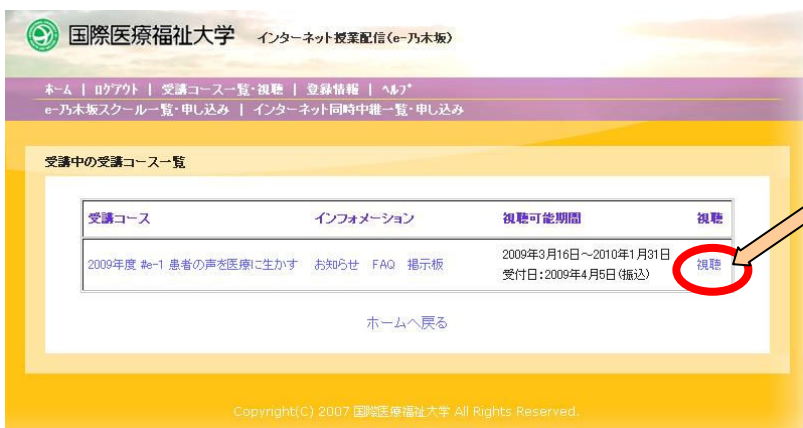 国際医療福祉大学 インターネット授業配信(e-乃木坂)
ホーム | ログアウト | 受講コース一覧・視聴 | 登録情報 | ヘルプ
e-乃木坂スクール一覧・申し込み | インターネット同時中継一覧・申し込み
受講中の受講コース一覧
受講コース インフォメーション 視聴可能期間 視聴
2009年度 #e-1 患者の声を医療に生かす お知らせ FAQ 掲示板 2009年3月16日～2010年1月31日 視聴
受付日：2009年4月5日(振込)
ホームへ戻る
Copyright(C) 2007 国際医療福祉大学 All Rights Reserved.